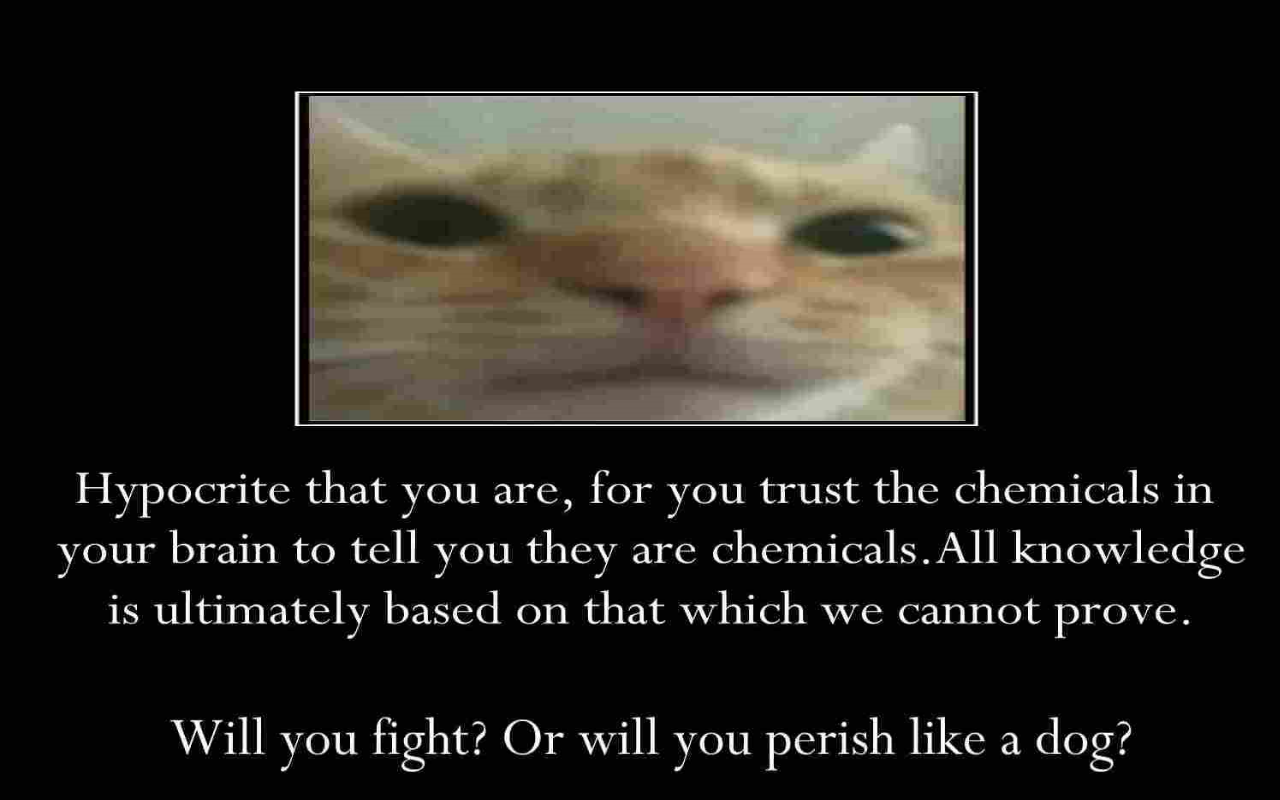 Hypocrite that you are, for you trust the chemicals in
your brain to tell you they are chemicals.All knowledge
is ultimately based on that which we cannot prove.
Will you fight? Or will you perish like a dog?